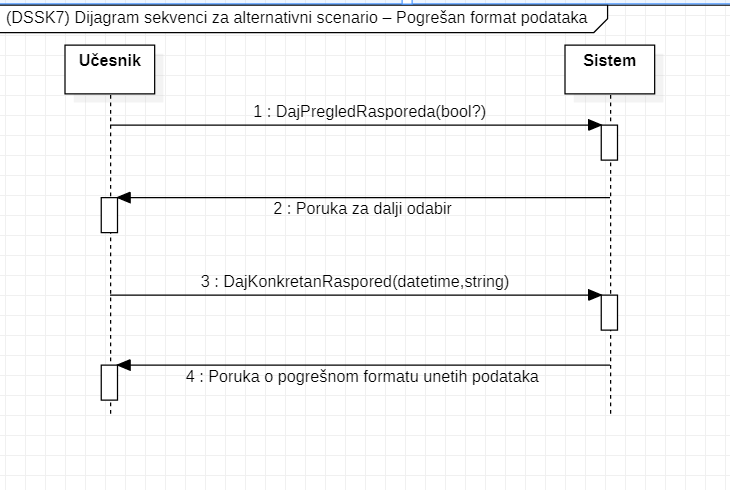 (DSSK7) Dijagram sekvenci za alternativni scenario – Pogrešan format podataka
Učesnik
Sistem
1 : DajPregledRasporeda(bool?)
2 : Poruka za dalji odabir
3 : DajKonkretanRaspored(datetime,string)
4 : Poruka o pogrešnom formatu unetih podataka